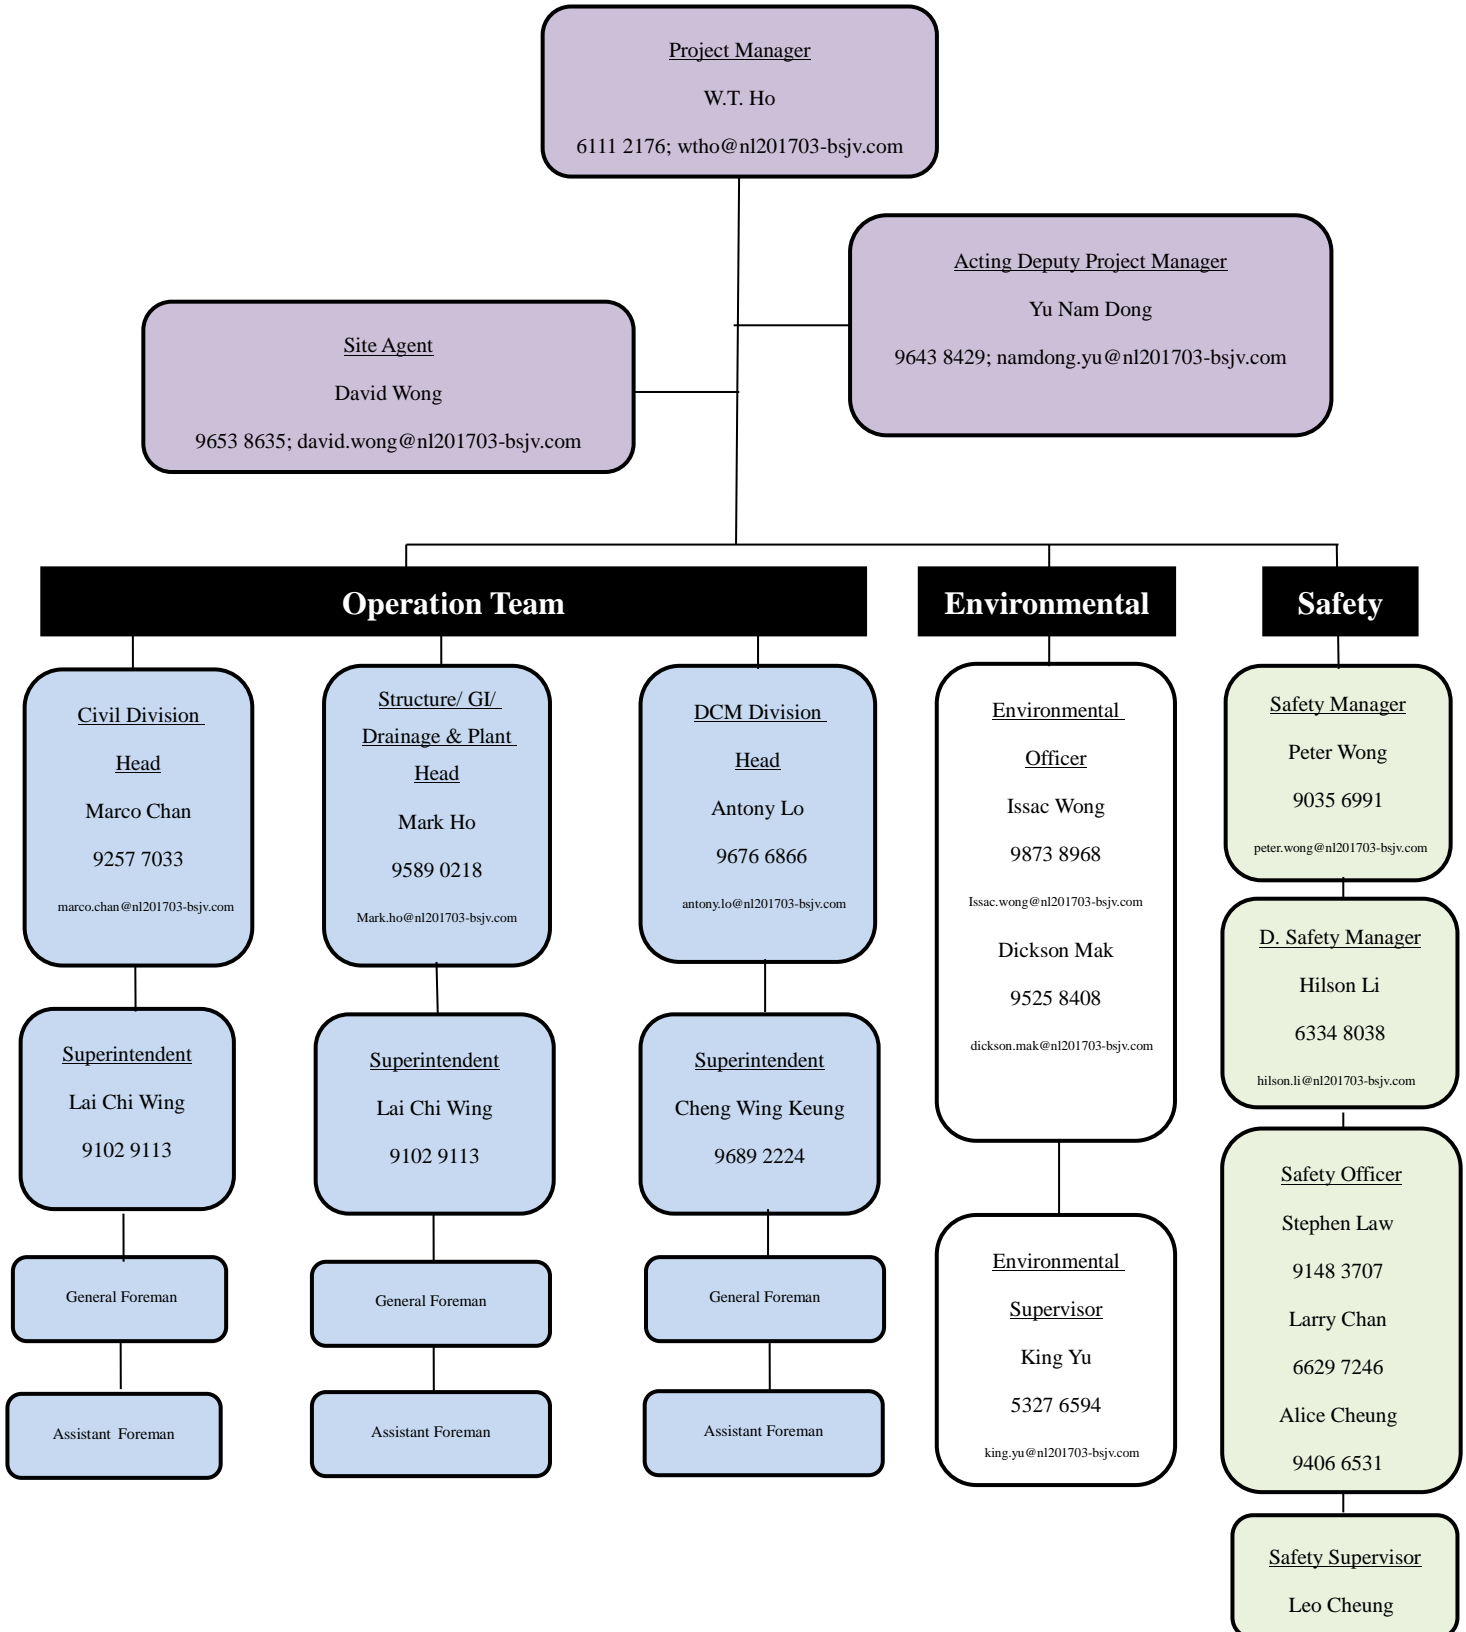 Project Manager
W.T. Ho
6111 2176; wtho@nl201703-bsjv.com
Acting Deputy Project Manager
Yu Nam Dong
9643 8429; namdong.yu@nl201703-bsjv.com
Site Agent
David Wong
9653 8635; david.wong@nl201703-bsjv.com
Operation Team
Environmental
Safety
Civil Division
Head
Marco Chan
9257 7033
marco.chan@nl201703-bsjv.com
Superintendent
Lai Chi Wing
9102 9113
General Foreman
Assistant Foreman
Structure/ GI/
Drainage & Plant
Head
Mark Ho
9589 0218
Mark.ho@nl201703-bsjv.com
Superintendent
Lai Chi Wing
9102 9113
General Foreman
Assistant Foreman
DCM Division
Head
Antony Lo
9676 6866
antony.lo@nl201703-bsjv.com
Superintendent
Cheng Wing Keung
9689 2224
General Foreman
Assistant Foreman
Environmental
Officer
Issac Wong
9873 8968
Issac.wong@nl201703-bsjv.com
Dickson Mak
9525 8408
dickson.mak@nl201703-bsjv.com
Environmental
Supervisor
King Yu
5327 6594
king.yu@nl201703-bsjv.com
Safety Manager
Peter Wong
9035 6991
peter.wong@nl201703-bsjv.com
D. Safety Manager
Hilson Li
6334 8038
hilson.li@nl201703-bsjv.com
Safety Officer
Stephen Law
9148 3707
Larry Chan
6629 7246
Alice Cheung
9406 6531
Safety Supervisor
Leo Cheung